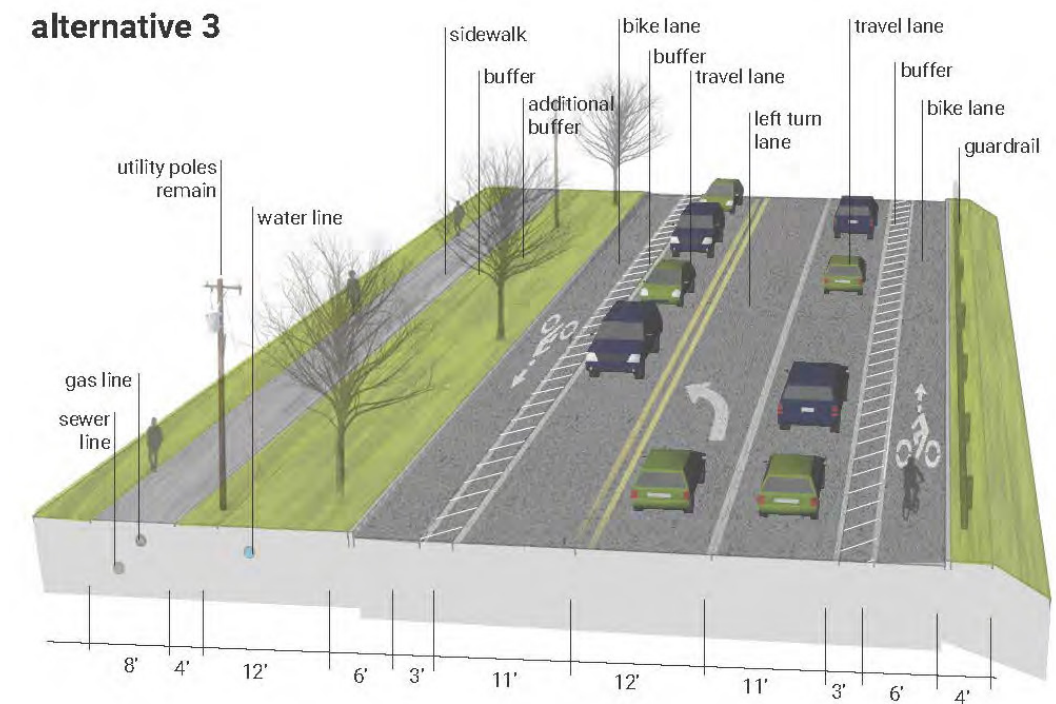 alternative 3
sidewalk
buffer
additional
buffer
bike lane
buffer
travel lane
left turn
lane
travel lane
buffer
bike lane
guardrail
utility poles
remain
water line
gas line
sewer
line
8' 4' 12' 6' 3' 11' 12' 11' 3' 6' 4'